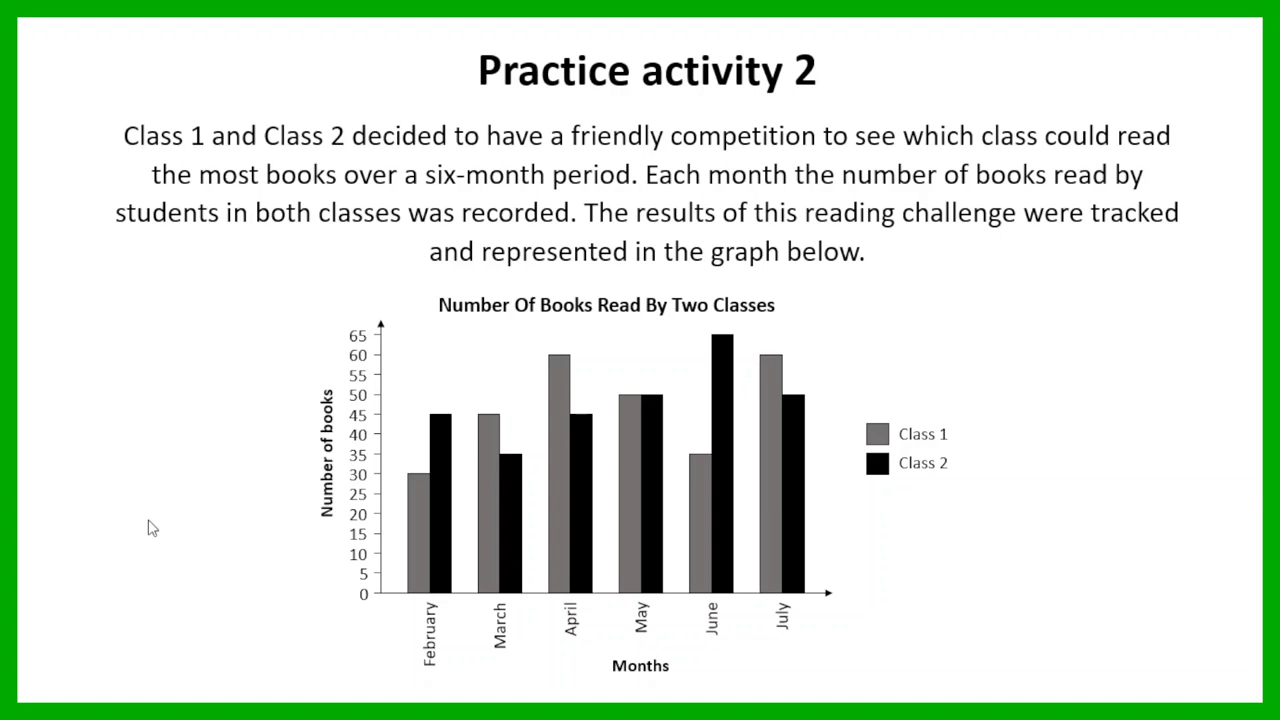 Practice activity 2
Class 1 and Class 2 decided to have a friendly competition to see which class could read
the most books over a six-month period. Each month the number of books read by
students in both classes was recorded. The results of this reading challenge were tracked
and represented in the graph below.
Number Of Books Read By Two Classes
Number of books
65
60
55
50
45
40
35
30
25
20
15
10
5
0
February
March
April
May
June
July
Months
Class 1
Class 2